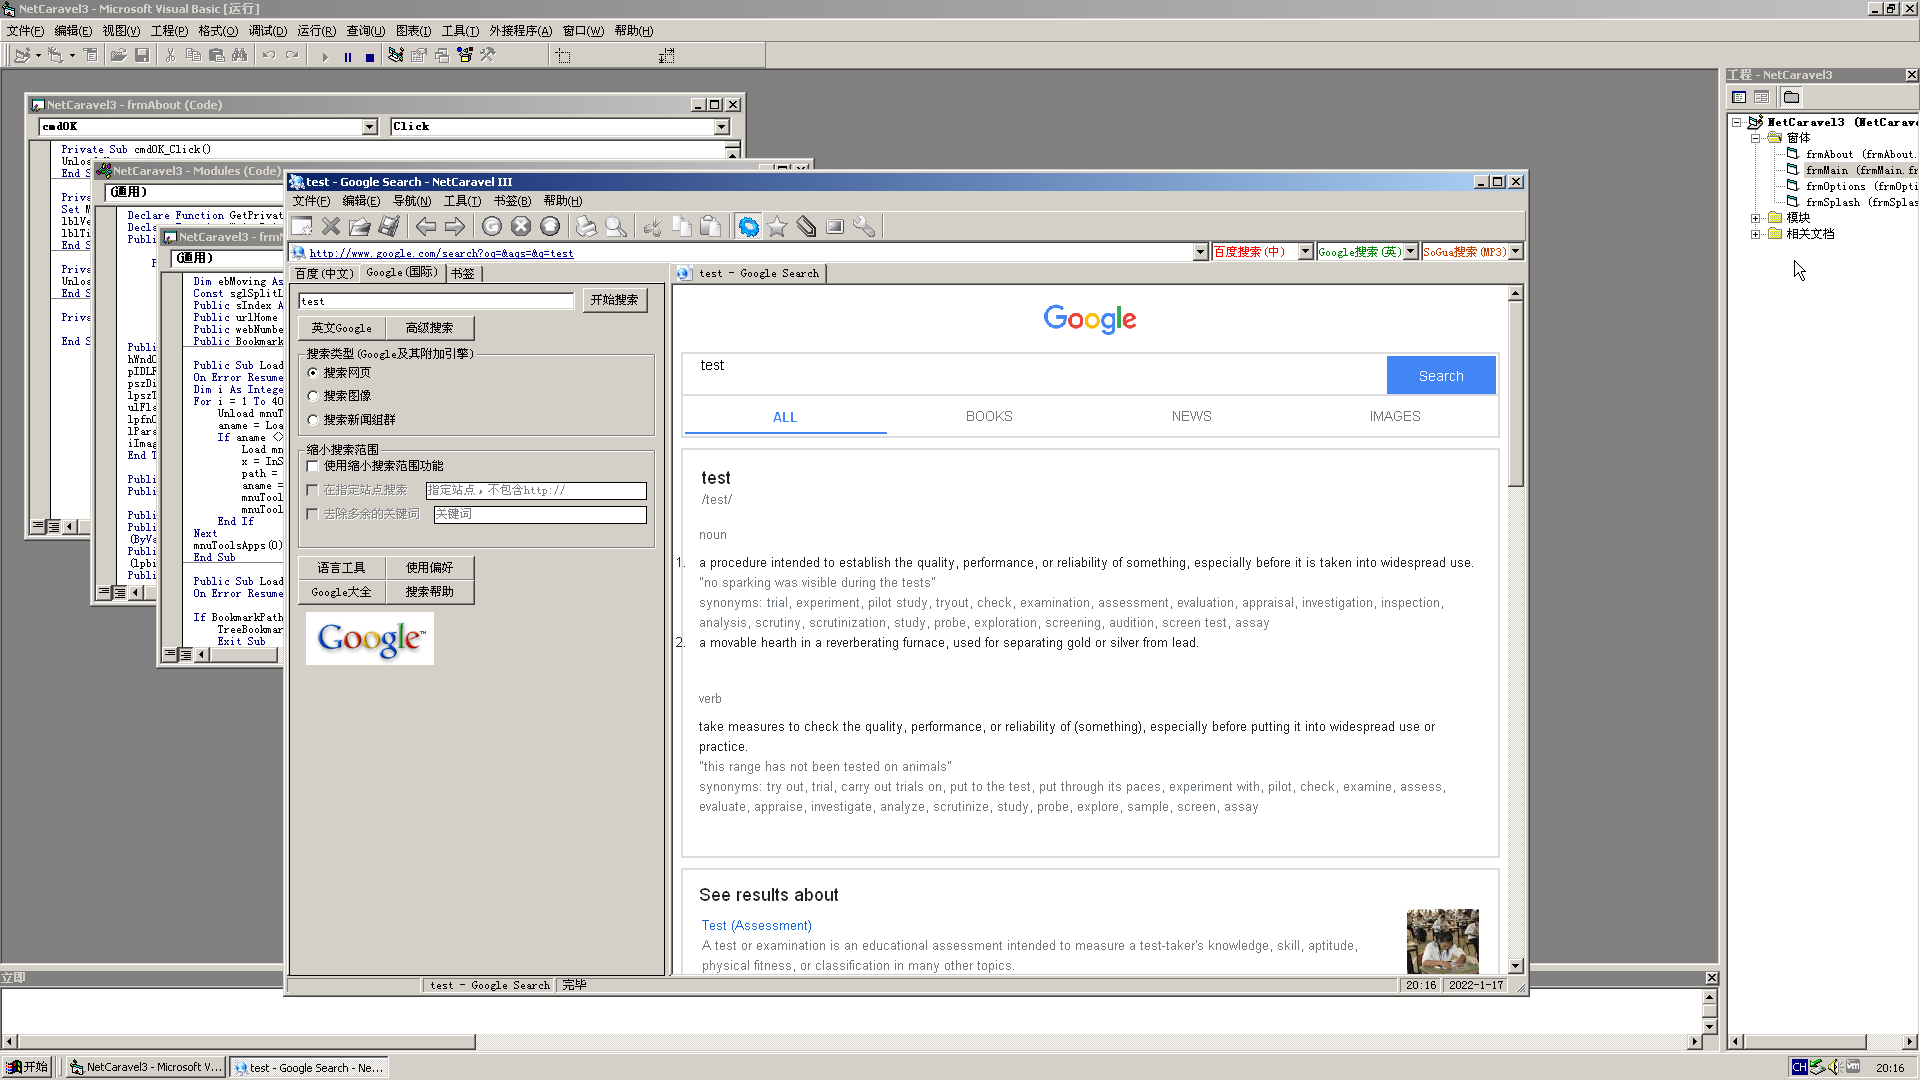 NetCaravel3 - Microsoft Visual Basic [运行]
文件(F) 编辑(E) 视图(V) 工程(P) 格式(O) 调试(D) 运行(R) 查询(U) 图表(I) 工具(T) 外接程序(A) 窗口(W) 帮助(H)
NetCaravel3 - frmAbout (Code)
cmdOK
Click
Private Sub cmdOK_Click()
End S
Priva
Set M
End S
Priva
End S
Priva
End S
NetCaravel3 - Modules (Code)
(通用)
Declare Function GetPrivat
Publi
hWndO
ulFla
iImag
End T
Publi
Publi
Publi
Publi
(ByVa
Publi
(lpbi
Publi
NetCaravel3 - frm
(通用)
Dim ebMoving As
Const sglSplitL
Public sIndex A
Public urlHome
Public webNumbe
Public Bookmark
Public Sub Load
On Error Resume
Dim i As Intege
For i = 1 To 40
Unload mnuT
aname = Loa
If aname <>
Load mn
x = InS
path =
aname =
mnuTool
mnuTool
End If
Next
mnuToolsApps(0)
End Sub
Public Sub Load
On Error Resume
If BookmarkPath
TreeBookmar
Exit Sub
test - Google Search - NetCaravel III
文件(F) 编辑(E) 导航(N) 工具(T) 书签(B) 帮助(H)
http://www.google.com/search?oq=&aqs=&q=test
百度搜索(中) Google搜索(英) SoGua搜索(MP3)
百度(中文) Google(国际) 书签
test
开始搜索
英文Google 高级搜索
搜索类型(Google及其附加引擎)
搜索网页
搜索图像
搜索新闻组群
缩小搜索范围
使用缩小搜索范围功能
在指定站点搜索 指定站点，不包含http://
去除多余的关键词 关键词
语言工具 使用偏好
Google大全 搜索帮助
Google™
test - Google Search
Google
test
Search
ALL BOOKS NEWS IMAGES
test
/test/
noun
1. a procedure intended to establish the quality, performance, or reliability of something, especially before it is taken into widespread use.
"no sparking was visible during the tests"
synonyms: trial, experiment, pilot study, tryout, check, examination, assessment, evaluation, appraisal, investigation, inspection,
analysis, scrutiny, scrutinization, study, probe, exploration, screening, audition, screen test, assay
2. a movable hearth in a reverberating furnace, used for separating gold or silver from lead.
verb
take measures to check the quality, performance, or reliability of (something), especially before putting it into widespread use or
practice.
"this range has not been tested on animals"
synonyms: try out, trial, carry out trials on, put to the test, put through its paces, experiment with, pilot, check, examine, assess,
evaluate, appraise, investigate, analyze, scrutinize, study, probe, explore, sample, screen, assay
See results about
Test (Assessment)
A test or examination is an educational assessment intended to measure a test-taker's knowledge, skill, aptitude,
physical fitness, or classification in many other topics.
test - Google Search 完毕 20:16 2022-1-17
工程 - NetCaravel3
NetCaravel3 (NetCarav
窗体
frmAbout (frmAbout.
frmMain (frmMain.fr
frmOptions (frmOpti
frmSplash (frmSplas
模块
相关文档
立即
开始 NetCaravel3 - Microsoft V... test - Google Search - Ne... CH 20:16